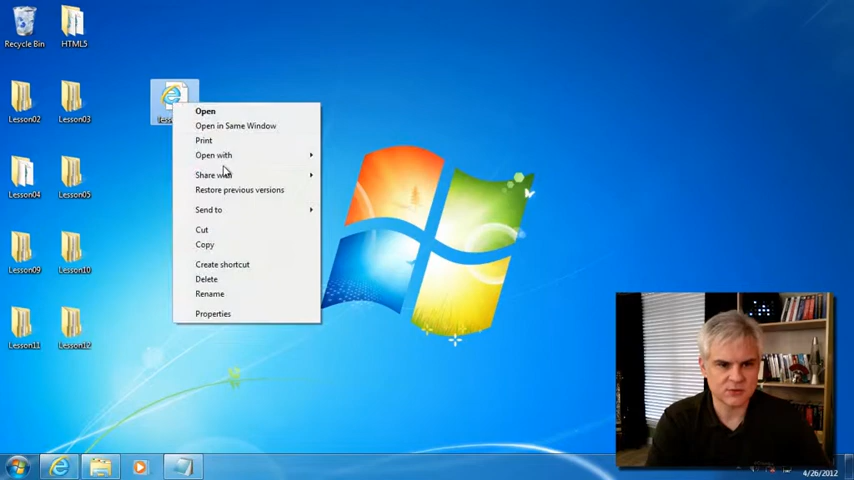 Recycle Bin
HTML5
Lesson02
Lesson03
Lesson04
Lesson05
Lesson09
Lesson10
Lesson11
Lesson12
Open
Open in Same Window
Print
Open with
Share with
Restore previous versions
Send to
Cut
Copy
Create shortcut
Delete
Rename
Properties
4/26/2012